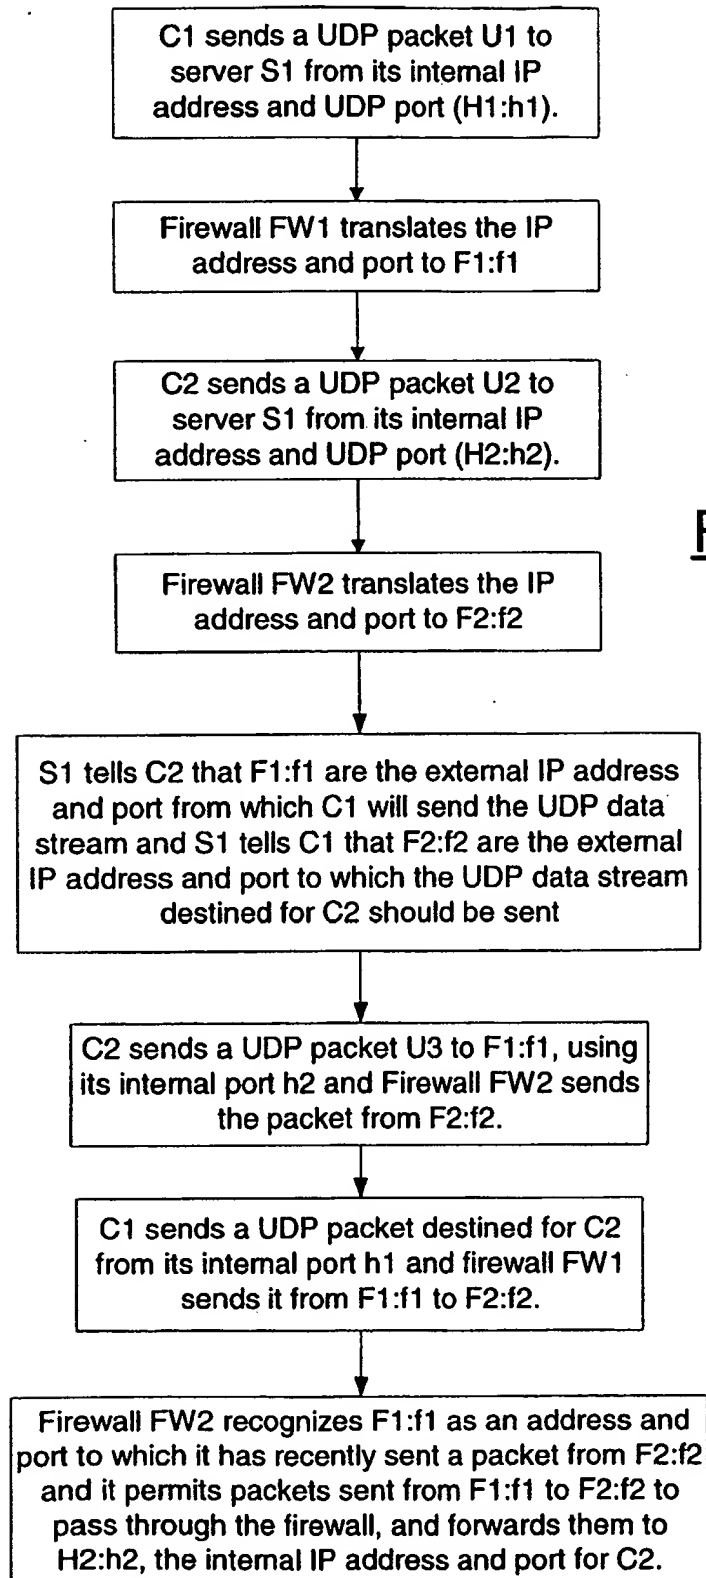 C1 sends a UDP packet U1 to
server S1 from its internal IP
address and UDP port (H1:h1).
Firewall FW1 translates the IP
address and port to F1:f1
C2 sends a UDP packet U2 to
server S1 from its internal IP
address and UDP port (H2:h2).
Firewall FW2 translates the IP
address and port to F2:f2
S1 tells C2 that F1:f1 are the external IP address
and port from which C1 will send the UDP data
stream and S1 tells C1 that F2:f2 are the external
IP address and port to which the UDP data stream
destined for C2 should be sent
C2 sends a UDP packet U3 to F1:f1, using
its internal port h2 and Firewall FW2 sends
the packet from F2:f2.
C1 sends a UDP packet destined for C2
from its internal port h1 and firewall FW1
sends it from F1:f1 to F2:f2.
Firewall FW2 recognizes F1:f1 as an address and
port to which it has recently sent a packet from F2:f2
and it permits packets sent from F1:f1 to F2:f2 to
pass through the firewall, and forwards them to
H2:h2, the internal IP address and port for C2.